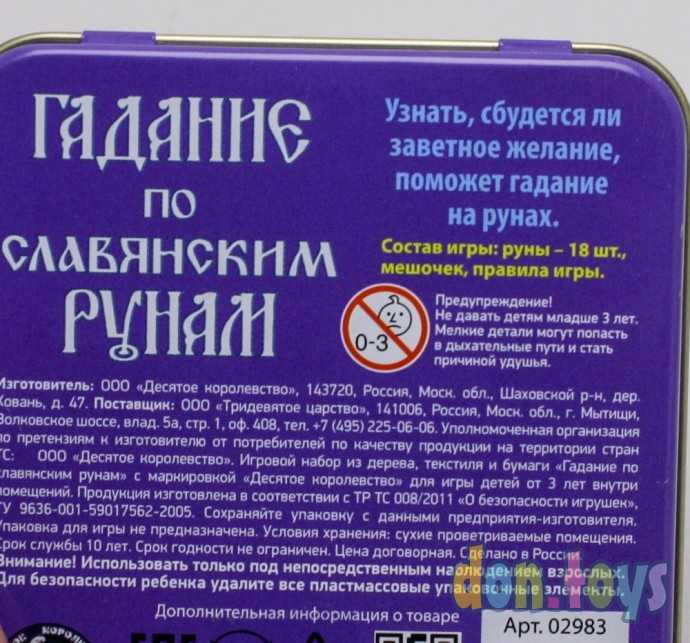 ГАДАНИЕ
ПО
СЛАВЯНСКИМ
РУНАМ
Узнать, сбудется ли
заветное желание,
поможет гадание
на рунах.
Состав игры: руны – 18 шт.,
мешочек, правила игры.
0-3
Предупреждение!
Не давать детям младше 3 лет.
Мелкие детали могут попасть
в дыхательные пути и стать
причиной удушья.
Изготовитель: ООО «Десятое королевство», 143720, Россия, Моск. обл., Шаховской р-н, дер.
Ховань, д. 47. Поставщик: ООО «Тридевятое царство», 141006, Россия, Моск. обл., г. Мытищи,
Волковское шоссе, влад. 5а, стр. 1, оф. 408, тел. +7 (495) 225-06-06. Уполномоченная организация
по претензиям к изготовителю от потребителей по качеству продукции на территории стран
ТС: ООО «Десятое королевство». Игровой набор из дерева, текстиля и бумаги «Гадание по
славянским рунам» с маркировкой «Десятое королевство» для игры детей от 3 лет внутри
помещений. Продукция изготовлена в соответствии с ТР ТС 008/2011 «О безопасности игрушек»,
ТУ 9636-001-59017562-2005. Сохраняйте упаковку с данными предприятия-изготовителя.
Упаковка для игры не предназначена. Условия хранения: сухие проветриваемые помещения.
Срок службы 10 лет. Срок годности не ограничен. Цена договорная. Сделано в России
Внимание! Использовать только под непосредственным наблюдением взрослых.
Для безопасности ребенка удалите все пластмассовые упаковочные элементы.
don.toys
Дополнительная информация о товаре
Арт. 02983